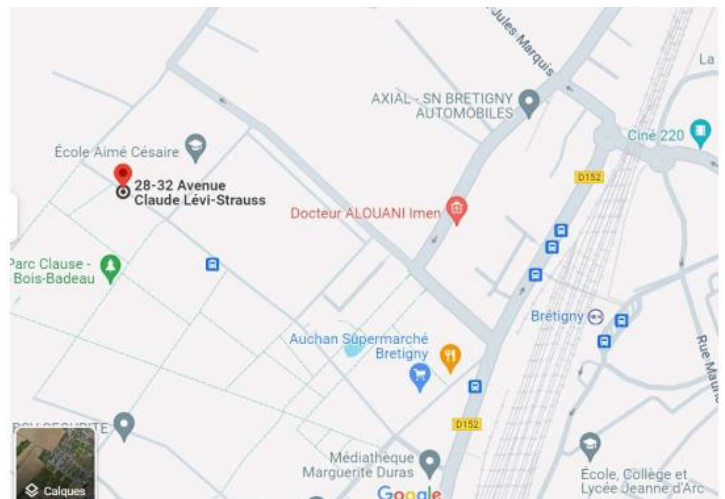 Jules-Marquis
La
AXIAL - SN BRETIGNY
AUTOMOBILES
Ciné 220
École Aimé Césaire
28-32 Avenue
Claude Lévi-Strauss
D152
Docteur ALOUANI Imen
Parc Clause -
Bois-Badeau
Brétigny
Auchan Supermarché
Bretigny
Rue Mauri
D152
Médiathèque
Marguerite Duras
École, Collège et
Lycée Jeanne d'Arc
Calques
Google